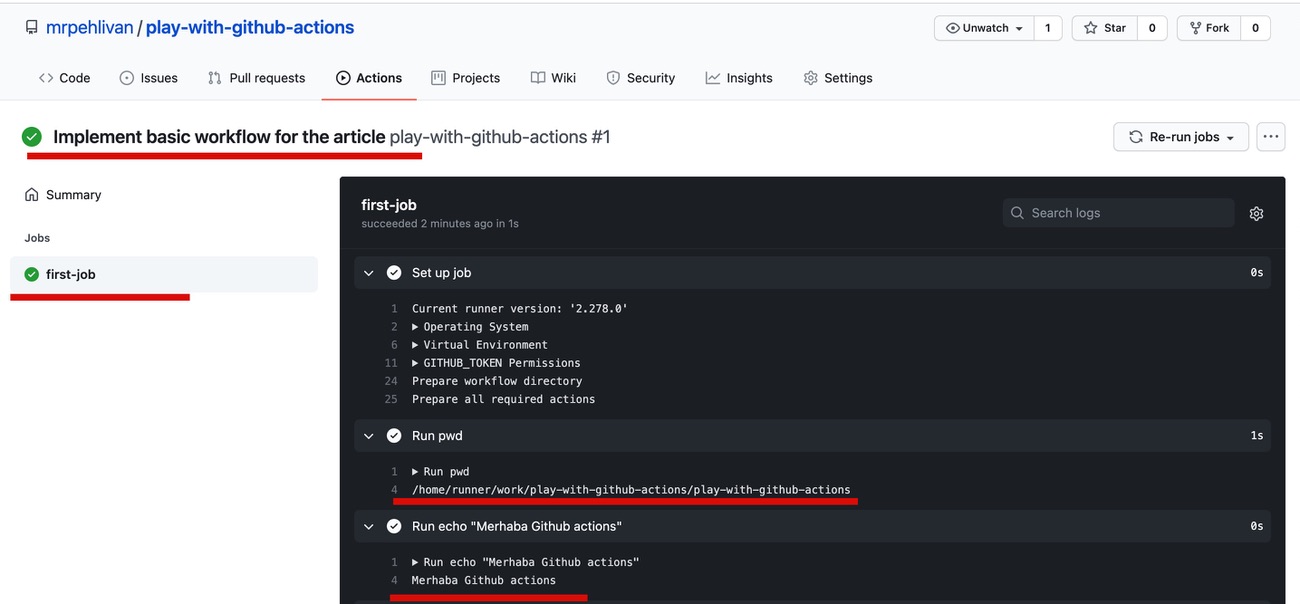 mrpehlivan / play-with-github-actions
Unwatch 1 Star 0 Fork 0
Code Issues Pull requests Actions Projects Wiki Security Insights Settings
Implement basic workflow for the article play-with-github-actions #1
Re-run jobs
Summary
Jobs
first-job
first-job
succeeded 2 minutes ago in 1s
Search logs
Set up job 0s
1 Current runner version: '2.278.0'
2 Operating System
6 Virtual Environment
11 GITHUB_TOKEN Permissions
24 Prepare workflow directory
25 Prepare all required actions
Run pwd 1s
1 Run pwd
4 /home/runner/work/play-with-github-actions/play-with-github-actions
Run echo "Merhaba Github actions" 0s
1 Run echo "Merhaba Github actions"
4 Merhaba Github actions